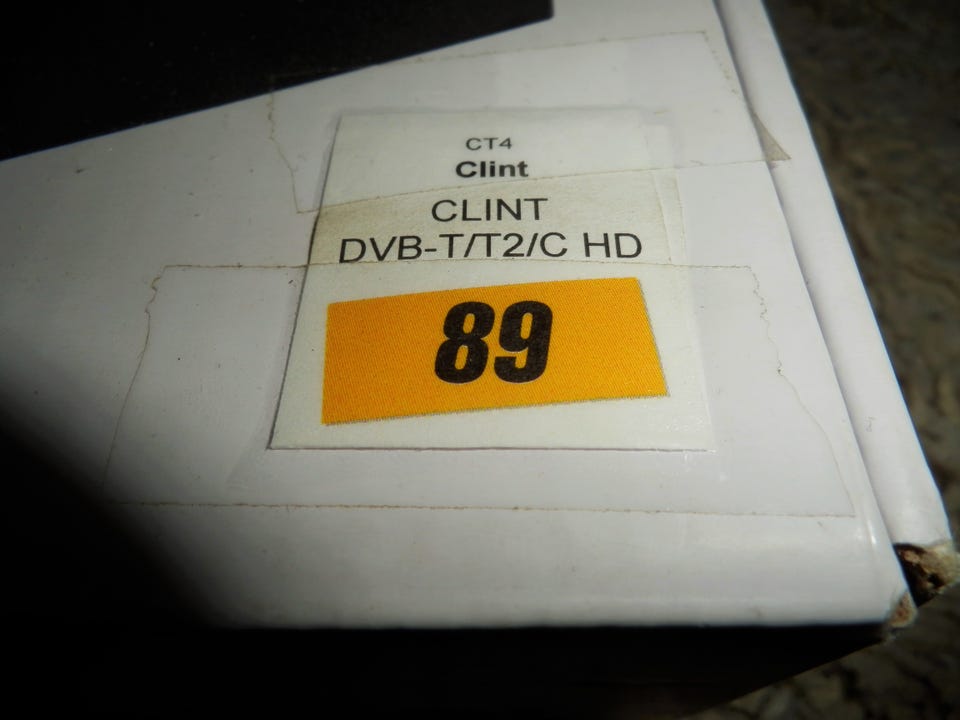 CT4
Clint
CLINT
DVB-T/T2/C HD
89